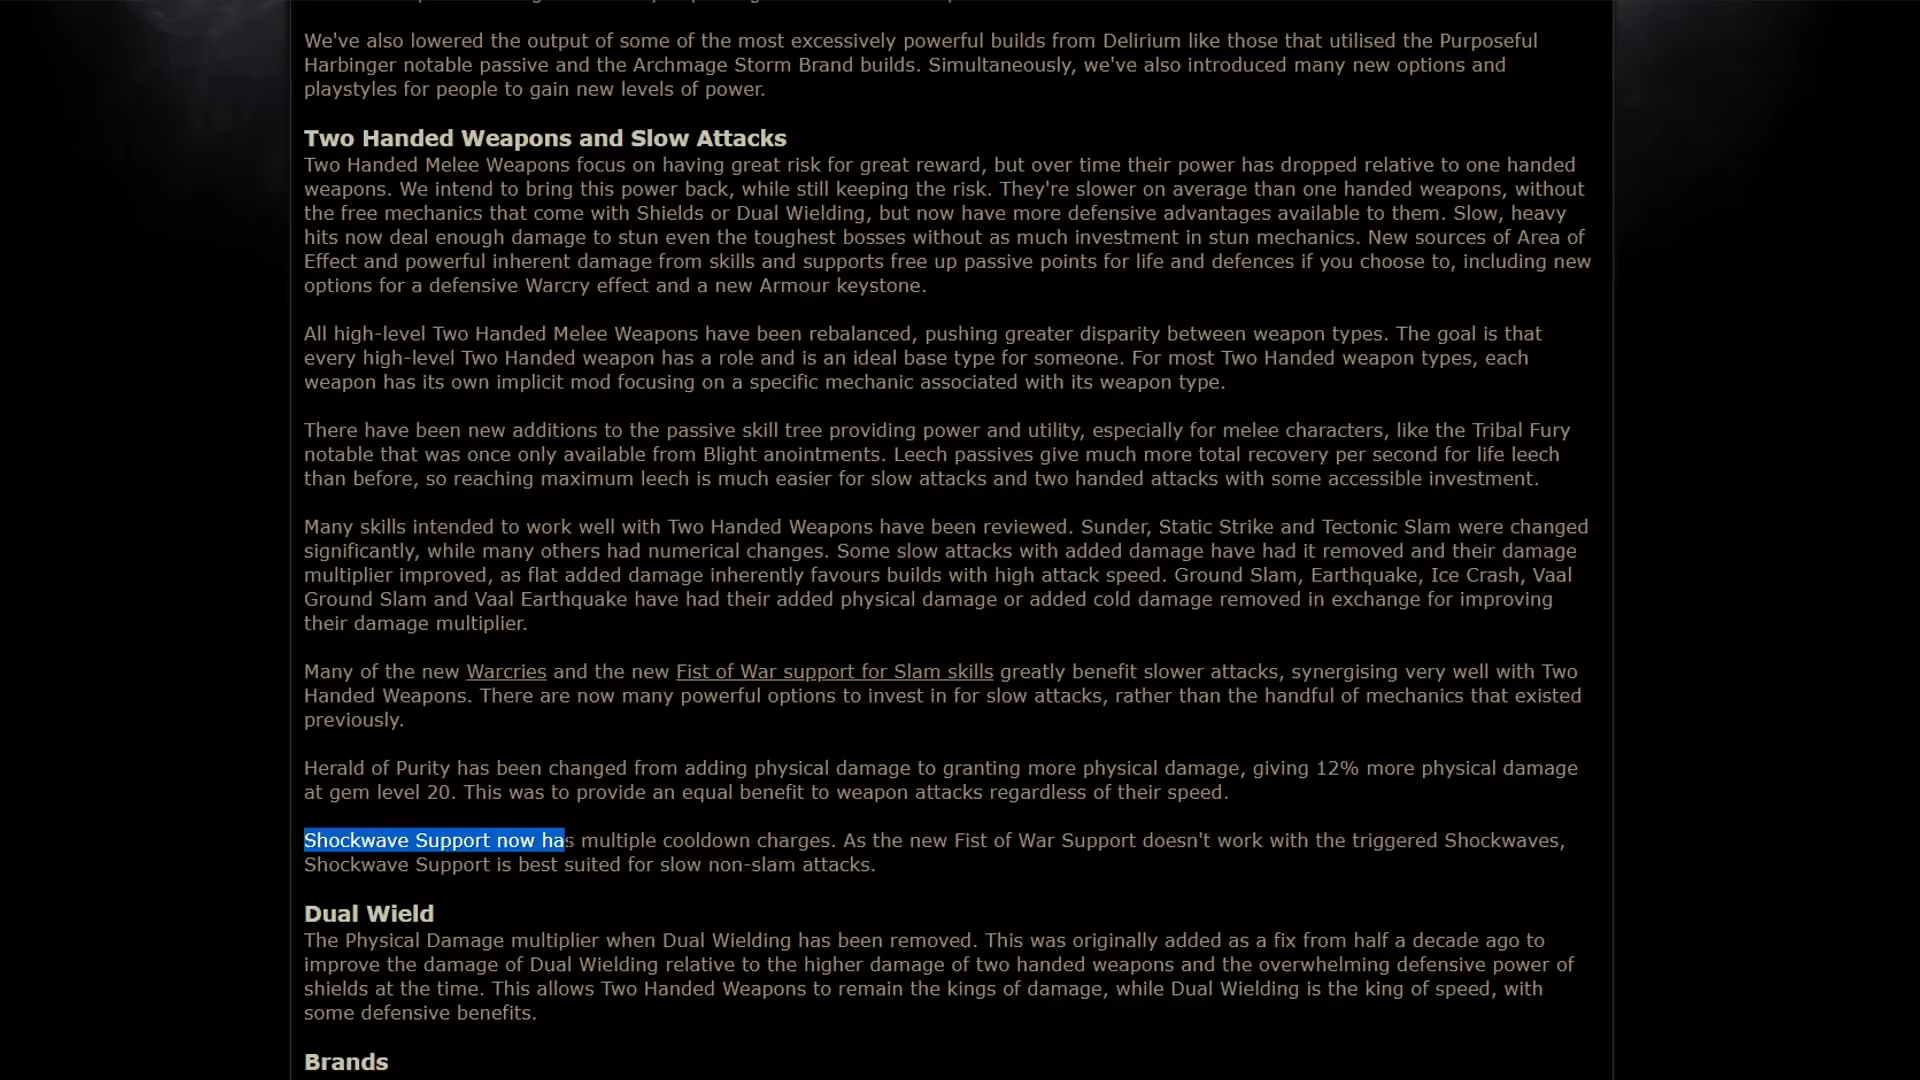 We've also lowered the output of some of the most excessively powerful builds from Delirium like those that utilised the Purposeful
Harbinger notable passive and the Archmage Storm Brand builds. Simultaneously, we've also introduced many new options and
playstyles for people to gain new levels of power.
Two Handed Weapons and Slow Attacks
Two Handed Melee Weapons focus on having great risk for great reward, but over time their power has dropped relative to one handed
weapons. We intend to bring this power back, while still keeping the risk. They're slower on average than one handed weapons, without
the free mechanics that come with Shields or Dual Wielding, but now have more defensive advantages available to them. Slow, heavy
hits now deal enough damage to stun even the toughest bosses without as much investment in stun mechanics. New sources of Area of
Effect and powerful inherent damage from skills and supports free up passive points for life and defences if you choose to, including new
options for a defensive Warcry effect and a new Armour keystone.
All high-level Two Handed Melee Weapons have been rebalanced, pushing greater disparity between weapon types. The goal is that
every high-level Two Handed weapon has a role and is an ideal base type for someone. For most Two Handed weapon types, each
weapon has its own implicit mod focusing on a specific mechanic associated with its weapon type.
There have been new additions to the passive skill tree providing power and utility, especially for melee characters, like the Tribal Fury
notable that was once only available from Blight anointments. Leech passives give much more total recovery per second for life leech
than before, so reaching maximum leech is much easier for slow attacks and two handed attacks with some accessible investment.
Many skills intended to work well with Two Handed Weapons have been reviewed. Sunder, Static Strike and Tectonic Slam were changed
significantly, while many others had numerical changes. Some slow attacks with added damage have had it removed and their damage
multiplier improved, as flat added damage inherently favours builds with high attack speed. Ground Slam, Earthquake, Ice Crash, Vaal
Ground Slam and Vaal Earthquake have had their added physical damage or added cold damage removed in exchange for improving
their damage multiplier.
Many of the new Warcries and the new Fist of War support for Slam skills greatly benefit slower attacks, synergising very well with Two
Handed Weapons. There are now many powerful options to invest in for slow attacks, rather than the handful of mechanics that existed
previously.
Herald of Purity has been changed from adding physical damage to granting more physical damage, giving 12% more physical damage
at gem level 20. This was to provide an equal benefit to weapon attacks regardless of their speed.
Shockwave Support now has multiple cooldown charges. As the new Fist of War Support doesn't work with the triggered Shockwaves,
Shockwave Support is best suited for slow non-slam attacks.
Dual Wield
The Physical Damage multiplier when Dual Wielding has been removed. This was originally added as a fix from half a decade ago to
improve the damage of Dual Wielding relative to the higher damage of two handed weapons and the overwhelming defensive power of
shields at the time. This allows Two Handed Weapons to remain the kings of damage, while Dual Wielding is the king of speed, with
some defensive benefits.
Brands